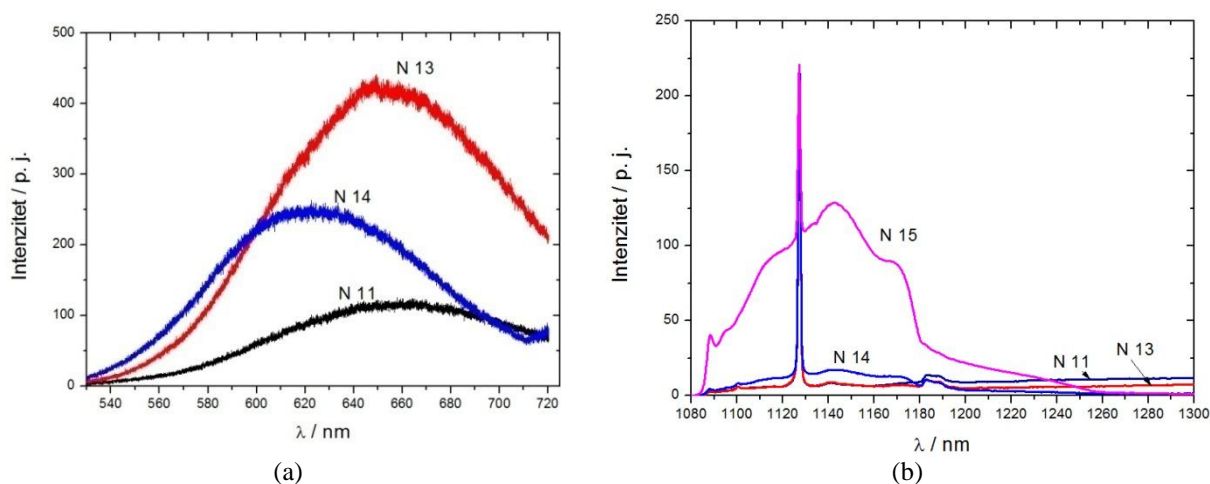 500
400
300
200
100
0
Intenzitet / p. j.
N 13
N 14
N 11
540 560 580 600 620 640 660 680 700 720
λ / nm
(a)
250
200
150
100
50
0
Intenzitet / p. j.
N 15
N 14
N 11
N 13
1080 1100 1120 1140 1160 1180 1200 1220 1240 1260 1280 1300
λ / nm
(b)